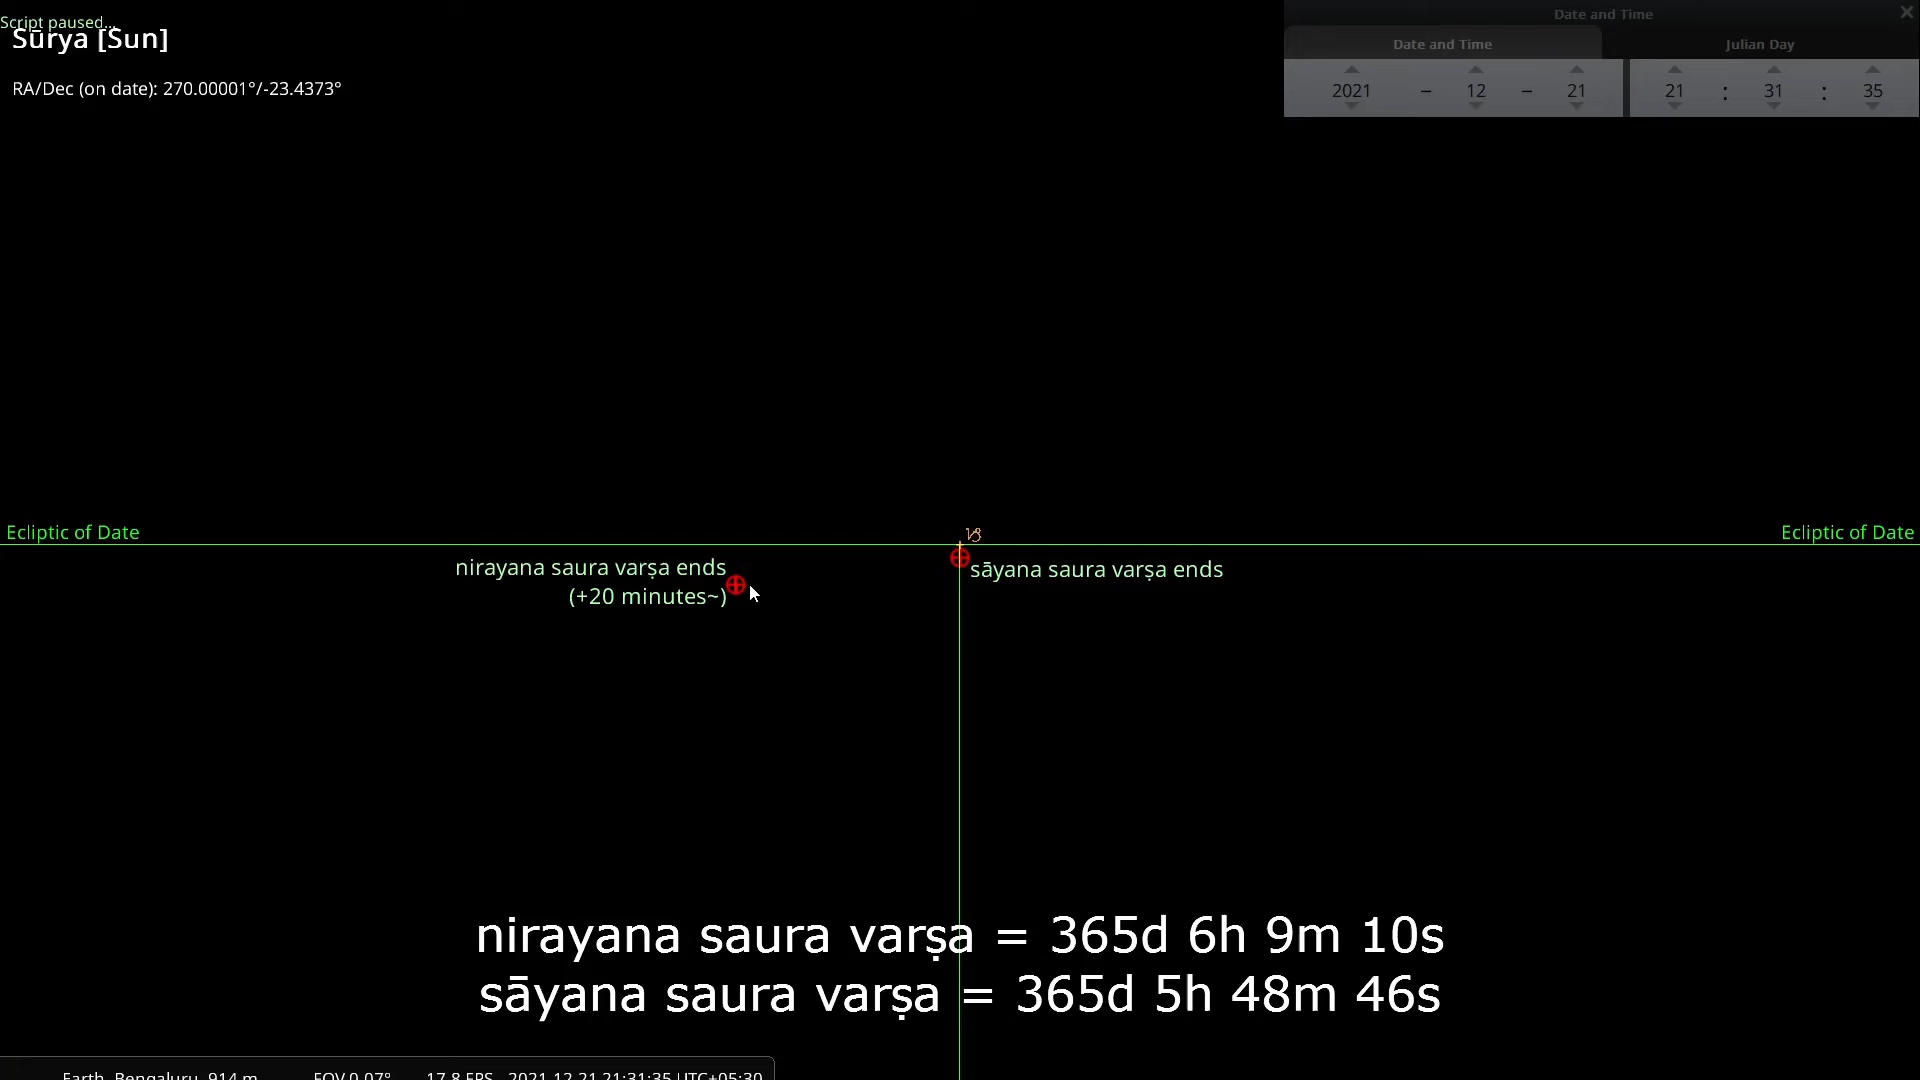 Script paused...
Sūrya [Sun]
RA/Dec (on date): 270.00001°/-23.4373°
Date and Time
Date and Time
Julian Day
2021 – 12 – 21 21 : 31 : 35
Ecliptic of Date
Ecliptic of Date
nirayana saura varṣa ends
(+20 minutes~)
sāyana saura varṣa ends
nirayana saura varṣa = 365d 6h 9m 10s
sāyana saura varṣa = 365d 5h 48m 46s
Earth, Bengaluru, 914 m FOV 0.07° 17.8 FPS 2021-12-21 21:31:35 UTC+05:30